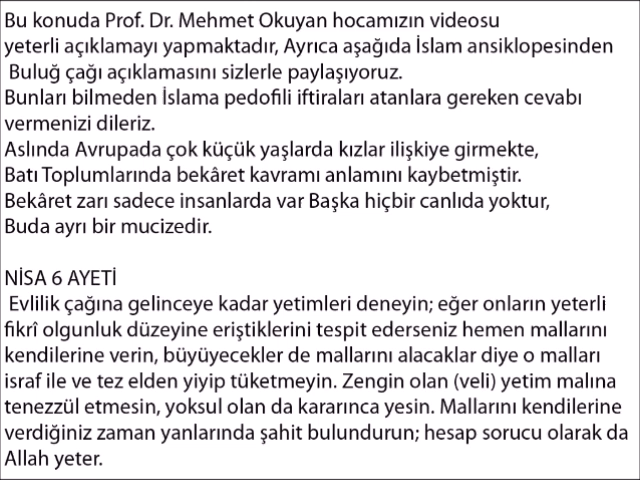 Bu konuda Prof. Dr. Mehmet Okuyan hocamızın videosu
yeterli açıklamayı yapmaktadır, Ayrıca aşağıda İslam ansiklopesinden
Buluğ çağı açıklamasını sizlerle paylaşıyoruz.
Bunları bilmeden İslama pedofili iftiraları atanlara gereken cevabı
vermenizi dileriz.
Aslında Avrupada çok küçük yaşlarda kızlar ilişkiye girmekte,
Batı Toplumlarında bekâret kavramı anlamını kaybetmiştir.
Bekâret zarı sadece insanlarda var Başka hiçbir canlıda yoktur,
Buda ayrı bir mucizedir.

NİSA 6 AYETİ
Evlilik çağına gelinceye kadar yetimleri deneyin; eğer onların yeterli
fikrî olgunluk düzeyine eriştiklerini tespit ederseniz hemen mallarını
kendilerine verin, büyüyecekler de mallarını alacaklar diye o malları
israf ile ve tez elden yiyip tüketmeyin. Zengin olan (veli) yetim malına
tenezzül etmesin, yoksul olan da kararınca yesin. Mallarını kendilerine
verdiğiniz zaman yanlarında şahit bulundurun; hesap sorucu olarak da
Allah yeter.